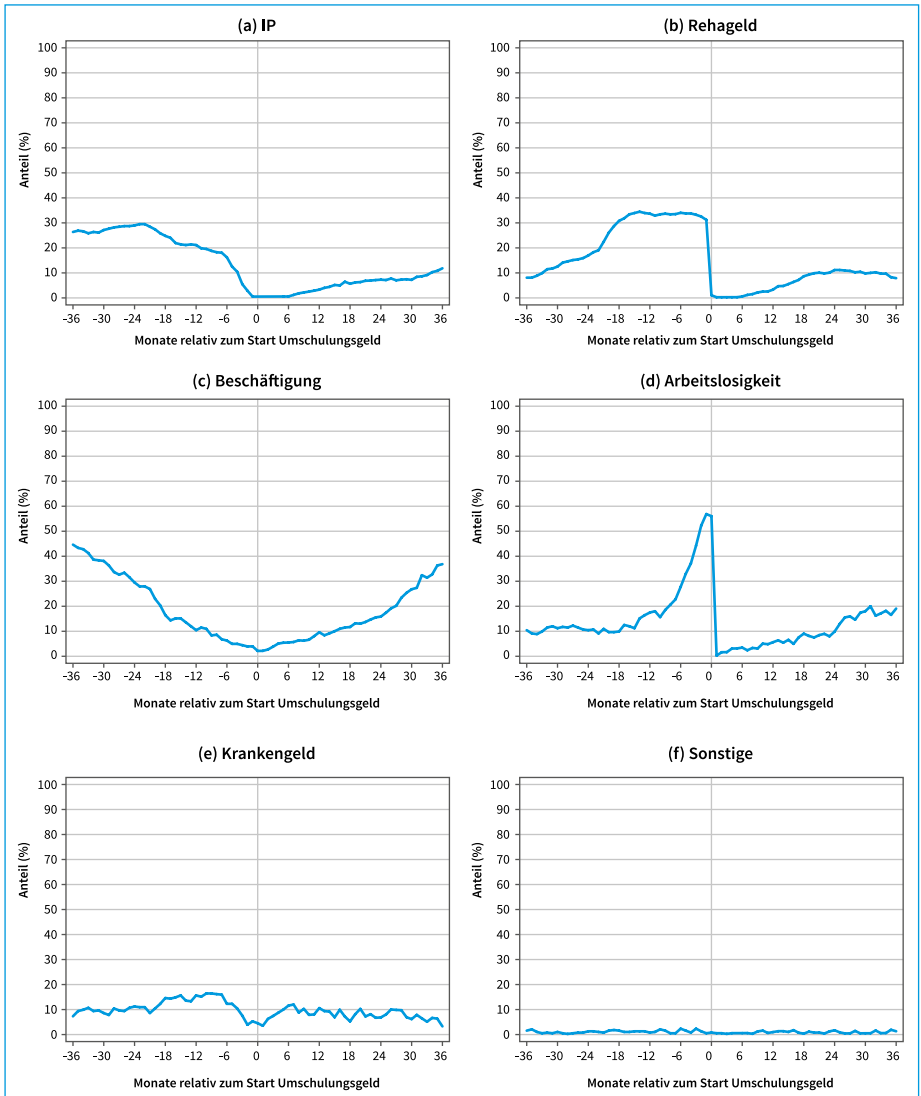 (a) IP
100
90
80
70
60
50
40
30
20
10
0
Anteil (%)
-36 -30 -24 -18 -12 -6 0 6 12 18 24 30 36
Monate relativ zum Start Umschulungsgeld
(b) Rehageld
100
90
80
70
60
50
40
30
20
10
0
Anteil (%)
-36 -30 -24 -18 -12 -6 0 6 12 18 24 30 36
Monate relativ zum Start Umschulungsgeld
(c) Beschäftigung
100
90
80
70
60
50
40
30
20
10
0
Anteil (%)
-36 -30 -24 -18 -12 -6 0 6 12 18 24 30 36
Monate relativ zum Start Umschulungsgeld
(d) Arbeitslosigkeit
100
90
80
70
60
50
40
30
20
10
0
Anteil (%)
-36 -30 -24 -18 -12 -6 0 6 12 18 24 30 36
Monate relativ zum Start Umschulungsgeld
(e) Krankengeld
100
90
80
70
60
50
40
30
20
10
0
Anteil (%)
-36 -30 -24 -18 -12 -6 0 6 12 18 24 30 36
Monate relativ zum Start Umschulungsgeld
(f) Sonstige
100
90
80
70
60
50
40
30
20
10
0
Anteil (%)
-36 -30 -24 -18 -12 -6 0 6 12 18 24 30 36
Monate relativ zum Start Umschulungsgeld